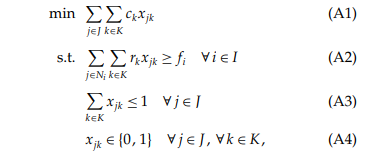 min ∑_{j∈J} ∑_{k∈K} c_k x_{jk} (A1)
s.t. ∑_{j∈N_i} ∑_{k∈K} r_k x_{jk} ≥ f_i ∀ i ∈ I (A2)
∑_{k∈K} x_{jk} ≤ 1 ∀ j ∈ J (A3)
x_{jk} ∈ {0, 1} ∀ j ∈ J, ∀ k ∈ K, (A4)